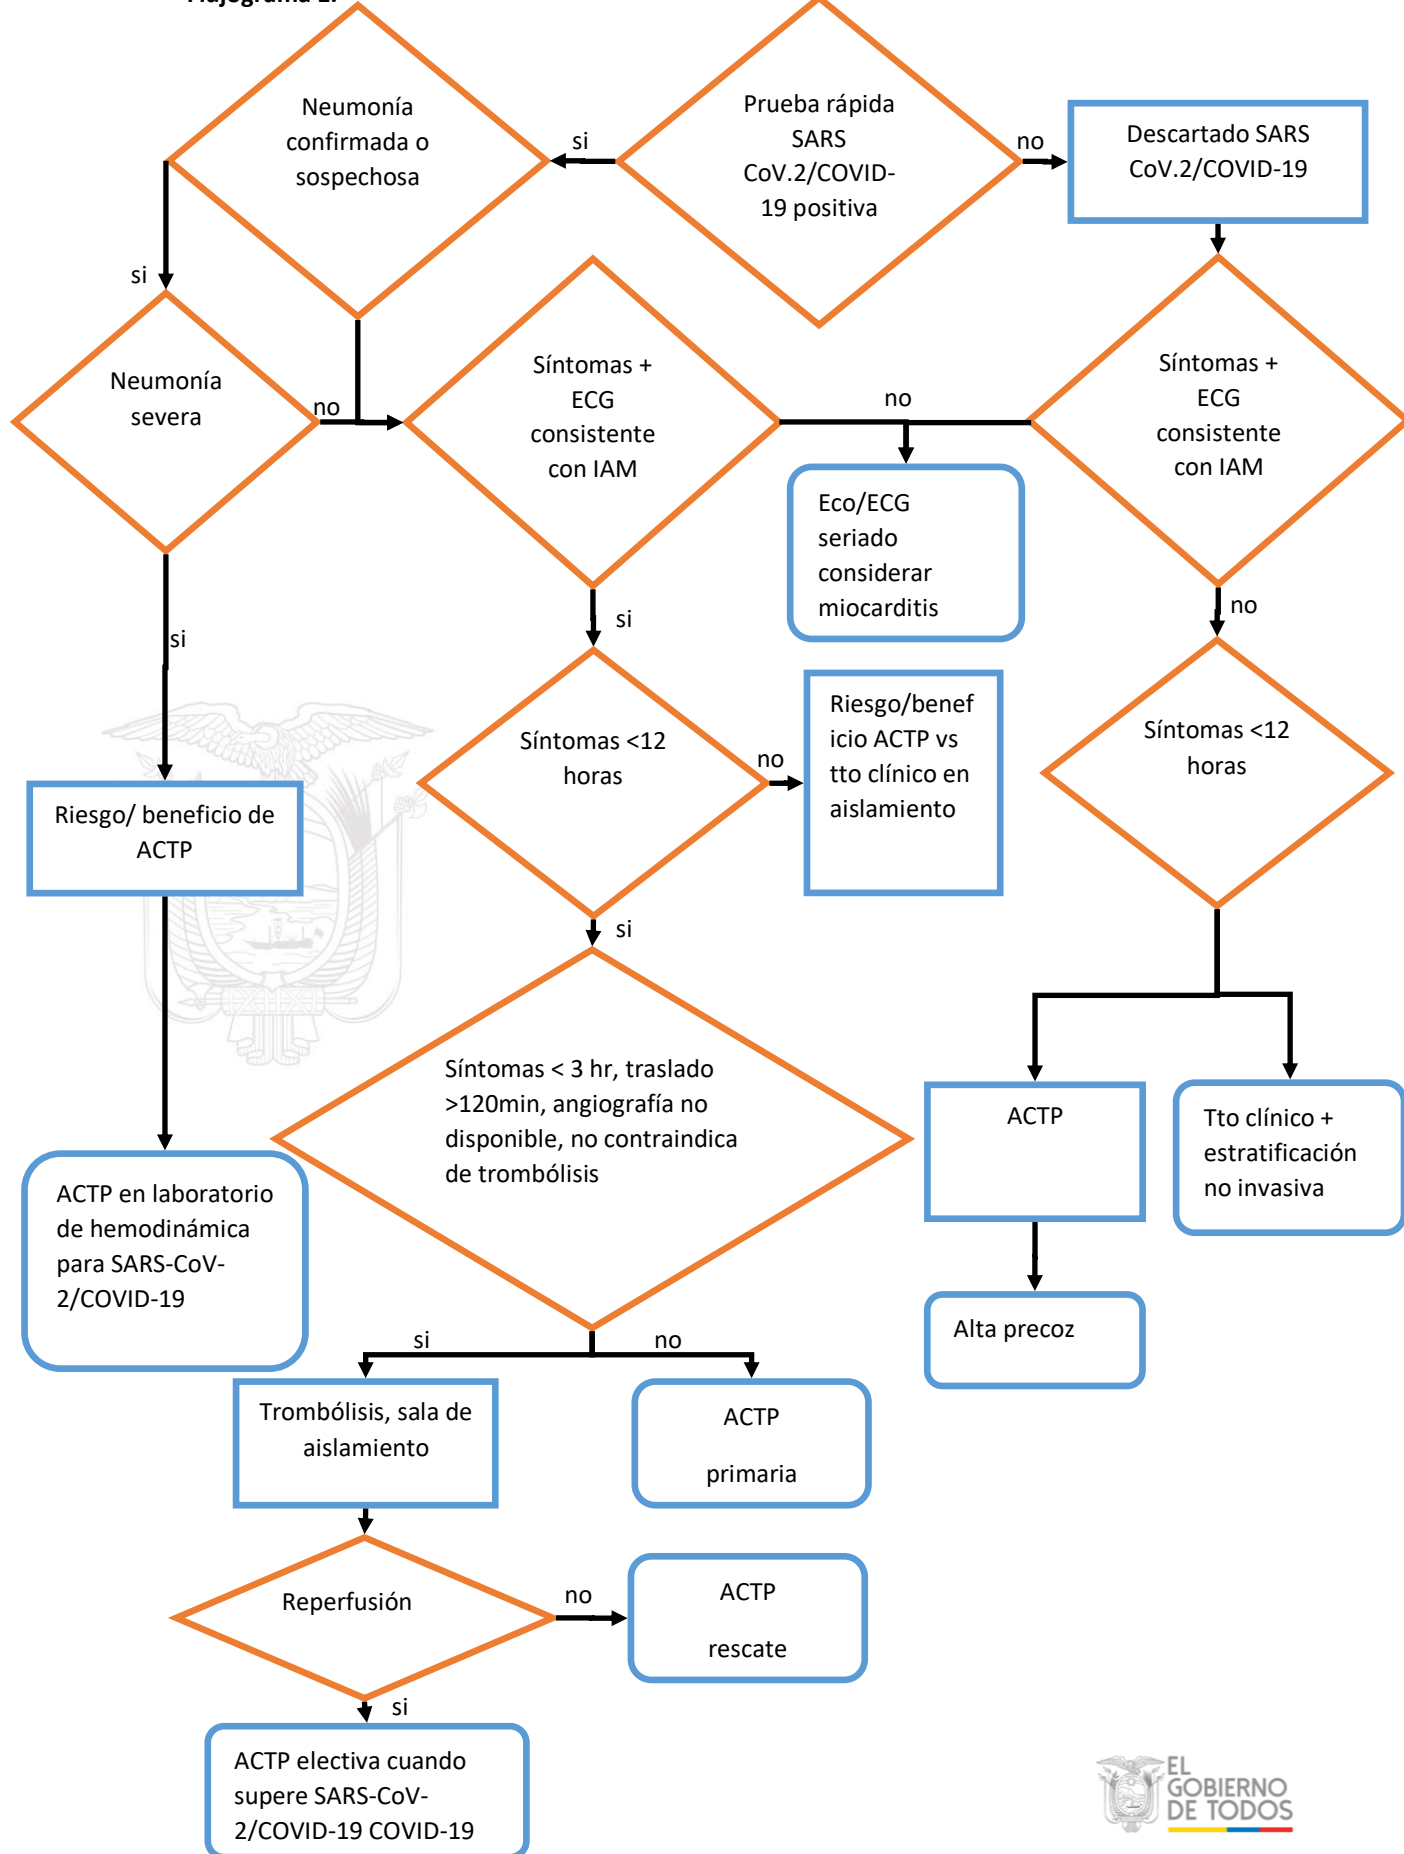 Neumonía
confirmada o
sospechosa
si
Prueba rápida
SARS
CoV.2/COVID-
19 positiva
no
Descartado SARS
CoV.2/COVID-19
si
Neumonía
severa
no
Síntomas +
ECG
consistente
con IAM
no
Síntomas +
ECG
consistente
con IAM
Eco/ECG
seriado
considerar
miocarditis
si
si
no
Síntomas <12
horas
no
Riesgo/benef
icio ACTP vs
tto clínico en
aislamiento
Síntomas <12
horas
Riesgo/ beneficio de
ACTP
si
Síntomas < 3 hr, traslado
>120min, angiografía no
disponible, no contraindica
de trombólisis
ACTP
Tto clínico +
estratificación
no invasiva
ACTP en laboratorio
de hemodinámica
para SARS-CoV-
2/COVID-19
Alta precoz
si
no
Trombólisis, sala de
aislamiento
ACTP
primaria
Reperfusión
no
ACTP
rescate
si
ACTP electiva cuando
supere SARS-CoV-
2/COVID-19 COVID-19
EL
GOBIERNO
DE TODOS